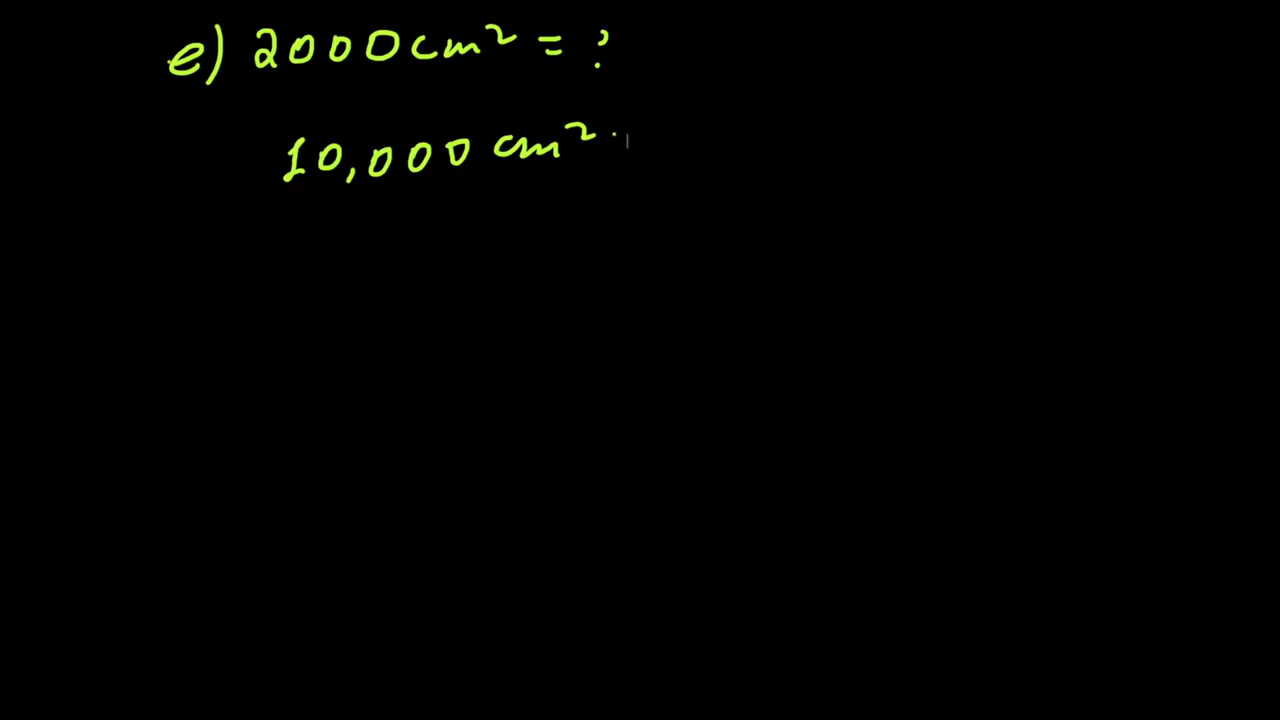 e) 2000cm² = ?
10,000 cm²